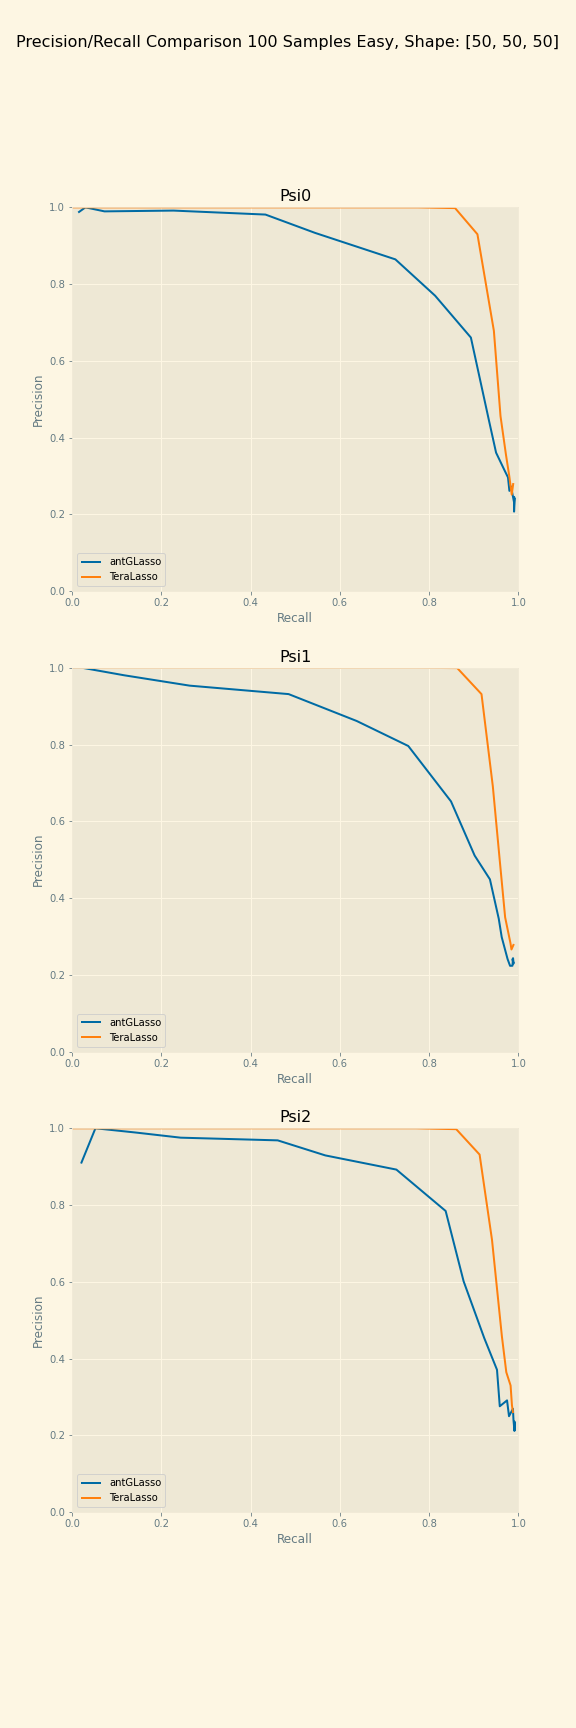 Precision/Recall Comparison 100 Samples Easy, Shape: [50, 50, 50]
Psi0
1.0
0.8
0.6
0.4
0.2
0.0
Precision
antGLasso
TeraLasso
0.0 0.2 0.4 0.6 0.8 1.0
Recall
Psi1
1.0
0.8
0.6
0.4
0.2
0.0
Precision
antGLasso
TeraLasso
0.0 0.2 0.4 0.6 0.8 1.0
Recall
Psi2
1.0
0.8
0.6
0.4
0.2
0.0
Precision
antGLasso
TeraLasso
0.0 0.2 0.4 0.6 0.8 1.0
Recall